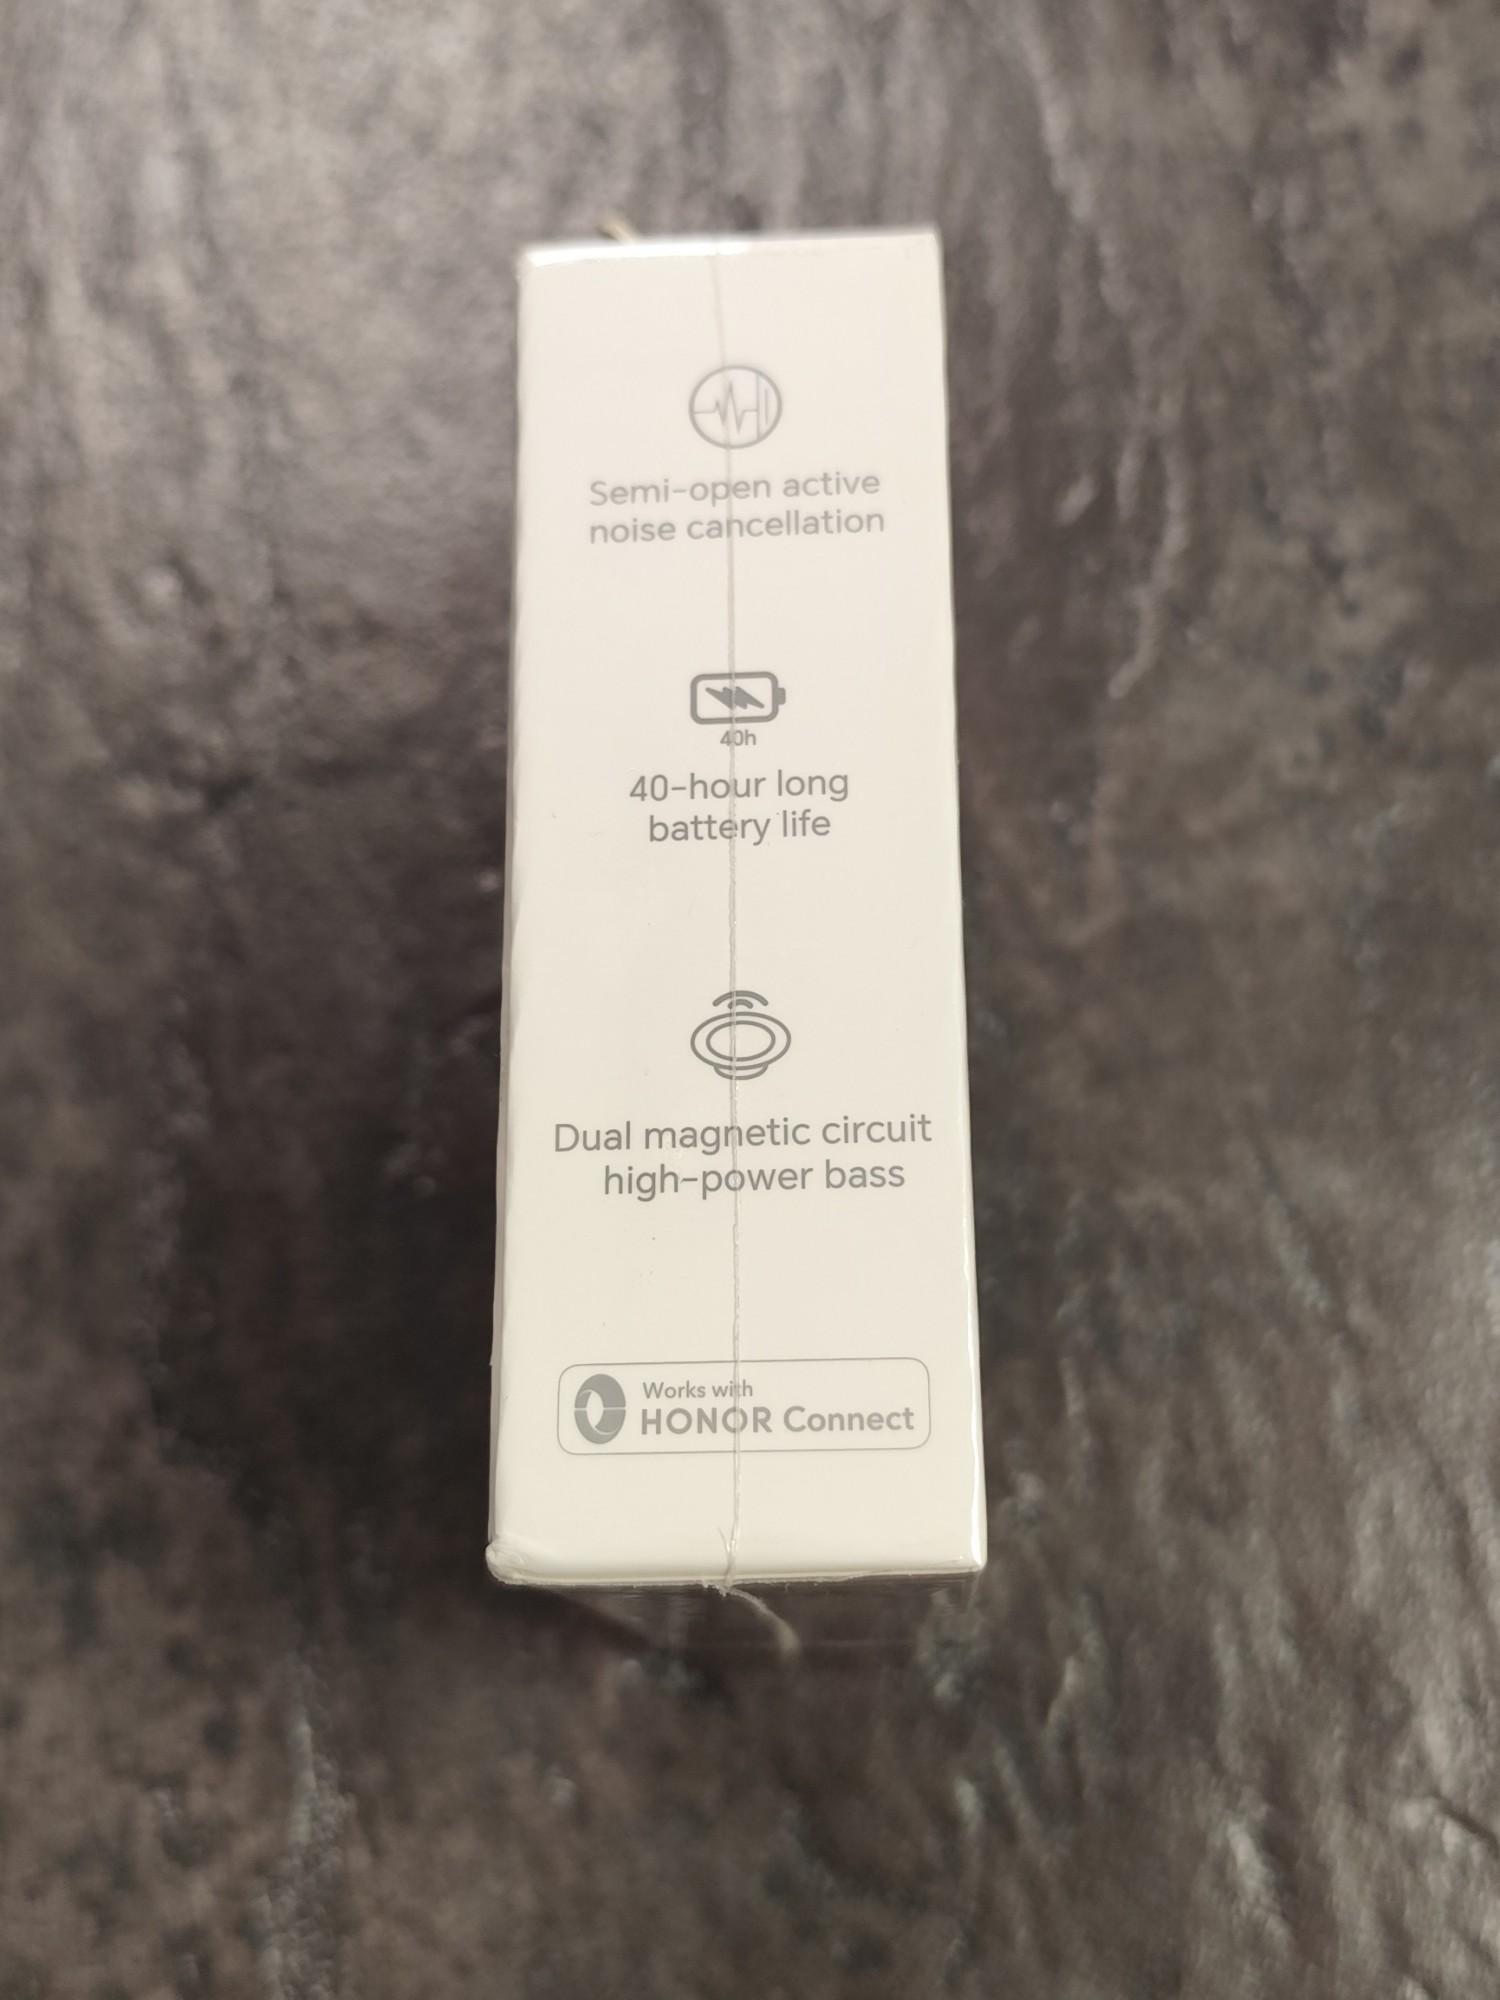 Semi-open active
noise cancellation
40h
40-hour long
battery life
Dual magnetic circuit
high-power bass
Works with
HONOR Connect